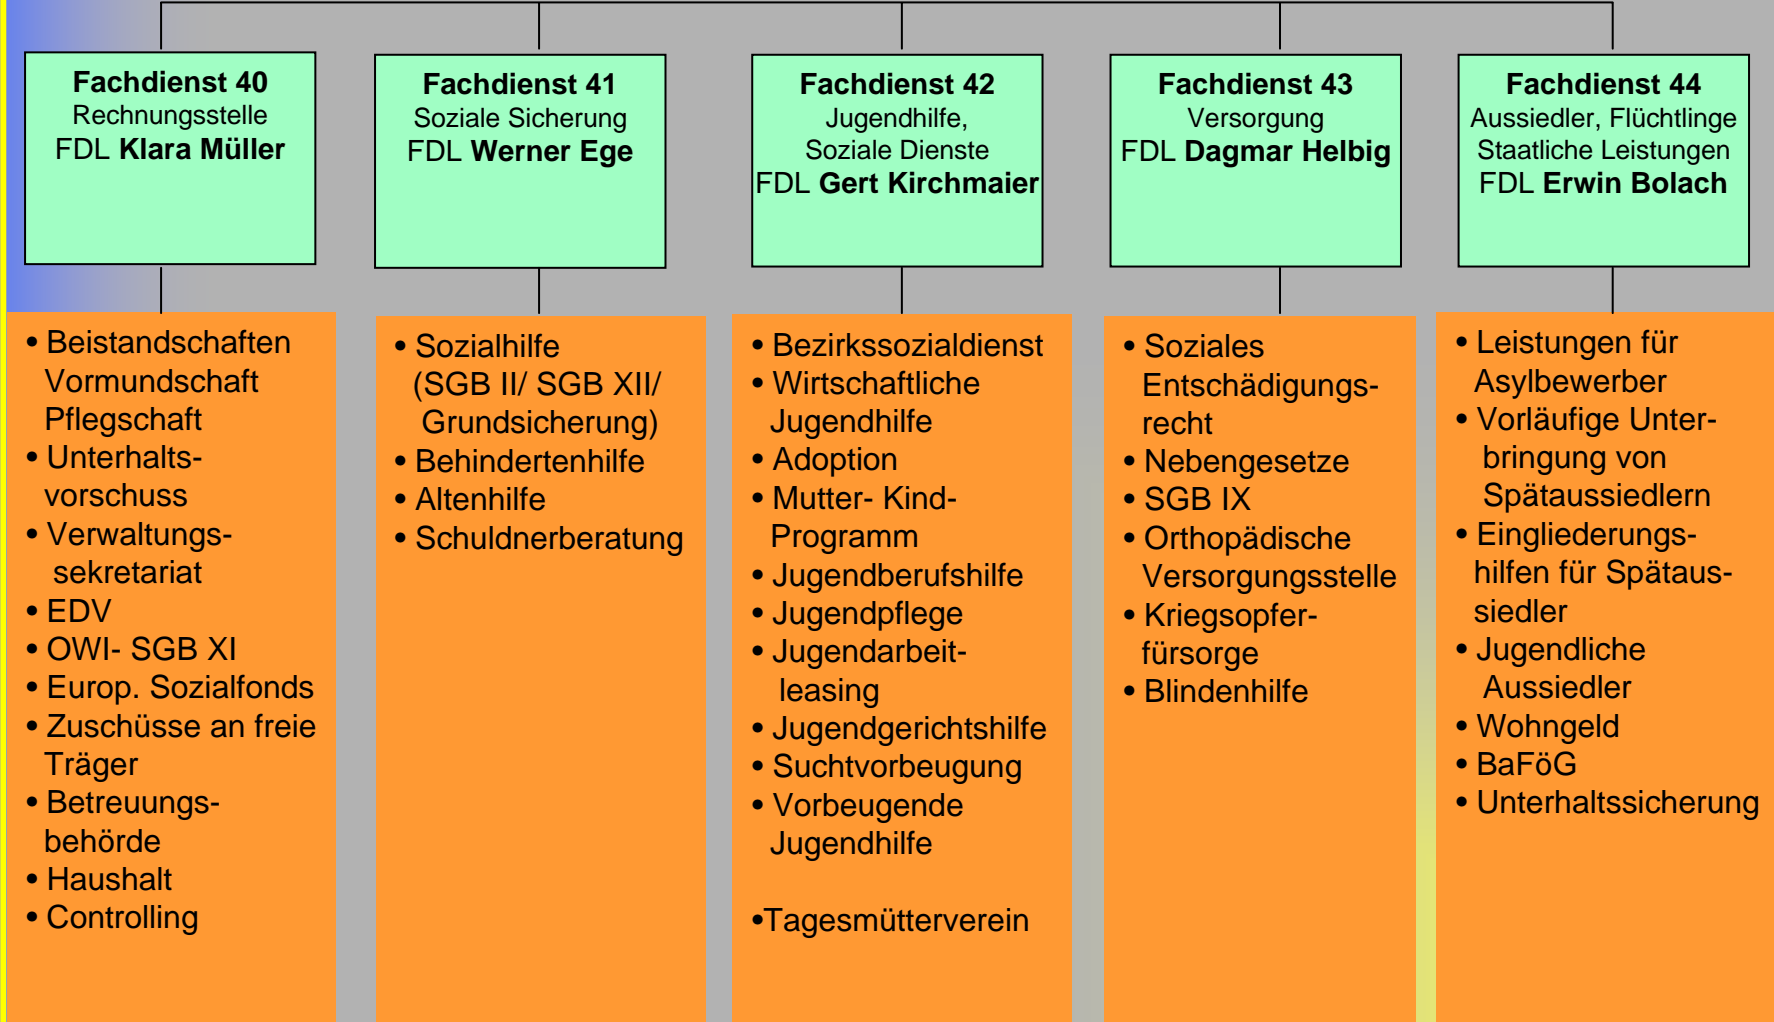 Fachdienst 40
Rechnungsstelle
FDL Klara Müller
Fachdienst 41
Soziale Sicherung
FDL Werner Ege
Fachdienst 42
Jugendhilfe,
Soziale Dienste
FDL Gert Kirchmaier
Fachdienst 43
Versorgung
FDL Dagmar Helbig
Fachdienst 44
Aussiedler, Flüchtlinge
Staatliche Leistungen
FDL Erwin Bolach
• Beistandschaften
Vormundschaft
Pflegschaft
• Unterhalts-
vorschuss
• Verwaltungs-
sekretariat
• EDV
• OWI- SGB XI
• Europ. Sozialfonds
• Zuschüsse an freie
Träger
• Betreuungs-
behörde
• Haushalt
• Controlling
• Sozialhilfe
(SGB II/ SGB XII/
Grundsicherung)
• Behindertenhilfe
• Altenhilfe
• Schuldnerberatung
• Bezirkssozialdienst
• Wirtschaftliche
Jugendhilfe
• Adoption
• Mutter- Kind-
Programm
• Jugendberufshilfe
• Jugendpflege
• Jugendarbeit-
leasing
• Jugendgerichtshilfe
• Suchtvorbeugung
• Vorbeugende
Jugendhilfe
•Tagesmütterverein
• Soziales
Entschädigungs-
recht
• Nebengesetze
• SGB IX
• Orthopädische
Versorgungsstelle
• Kriegsopfer-
fürsorge
• Blindenhilfe
• Leistungen für
Asylbewerber
• Vorläufige Unter-
bringung von
Spätaussiedlern
• Eingliederungs-
hilfen für Spätaus-
siedler
• Jugendliche
Aussiedler
• Wohngeld
• BaFöG
• Unterhaltssicherung